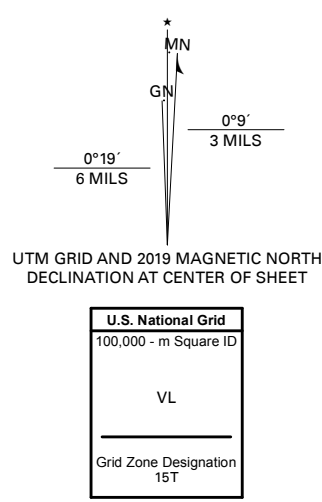 ★
MN
GN
0°9´
3 MILS
0°19´
6 MILS
UTM GRID AND 2019 MAGNETIC NORTH
DECLINATION AT CENTER OF SHEET
U.S. National Grid
100,000 - m Square ID
VL
Grid Zone Designation
15T